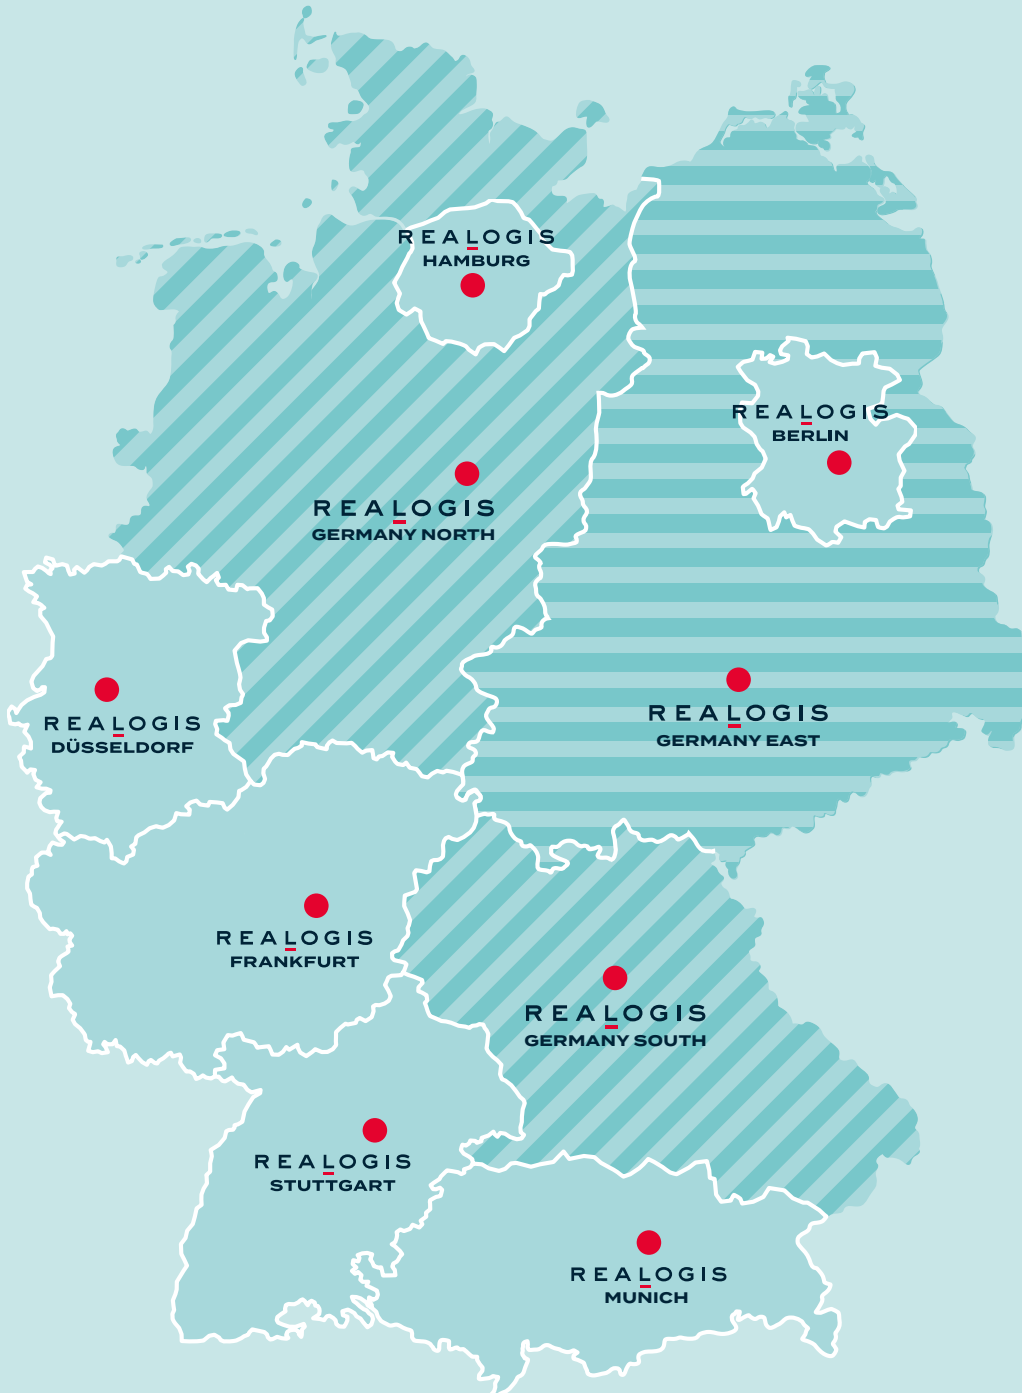 REALOGIS
HAMBURG
REALOGIS
BERLIN
REALOGIS
GERMANY NORTH
REALOGIS
DÜSSELDORF
REALOGIS
GERMANY EAST
REALOGIS
FRANKFURT
REALOGIS
GERMANY SOUTH
REALOGIS
STUTTGART
REALOGIS
MUNICH